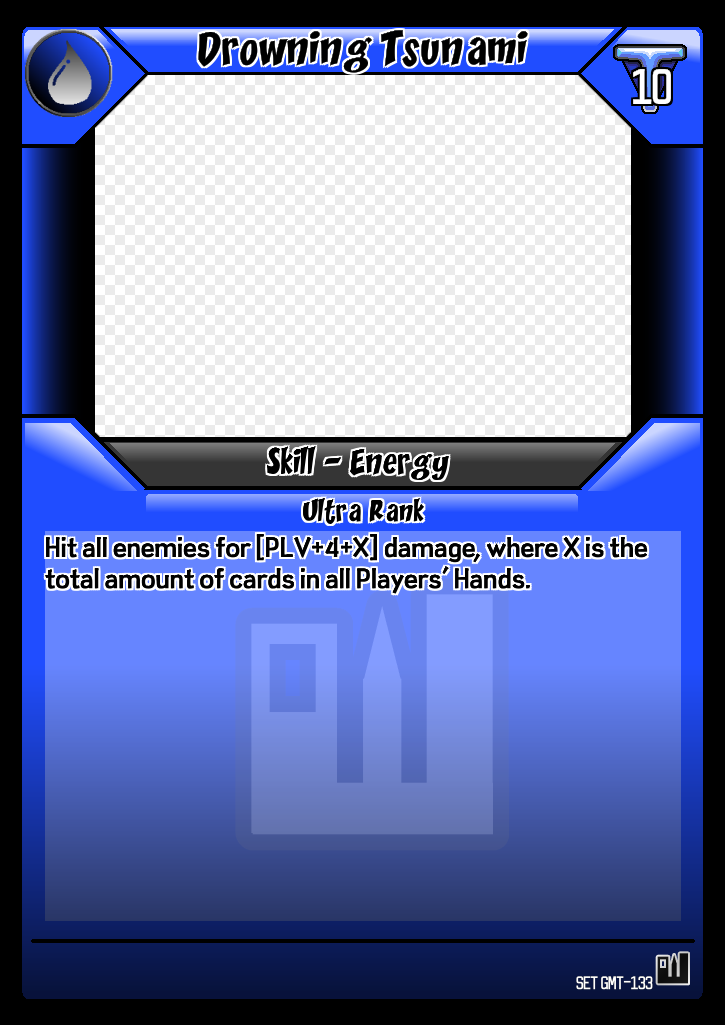 Drowning Tsunami
10
Skill - Energy
Ultra Rank
Hit all enemies for [PLV+4+X] damage, where X is the
total amount of cards in all Players' Hands.
SET GMT-133